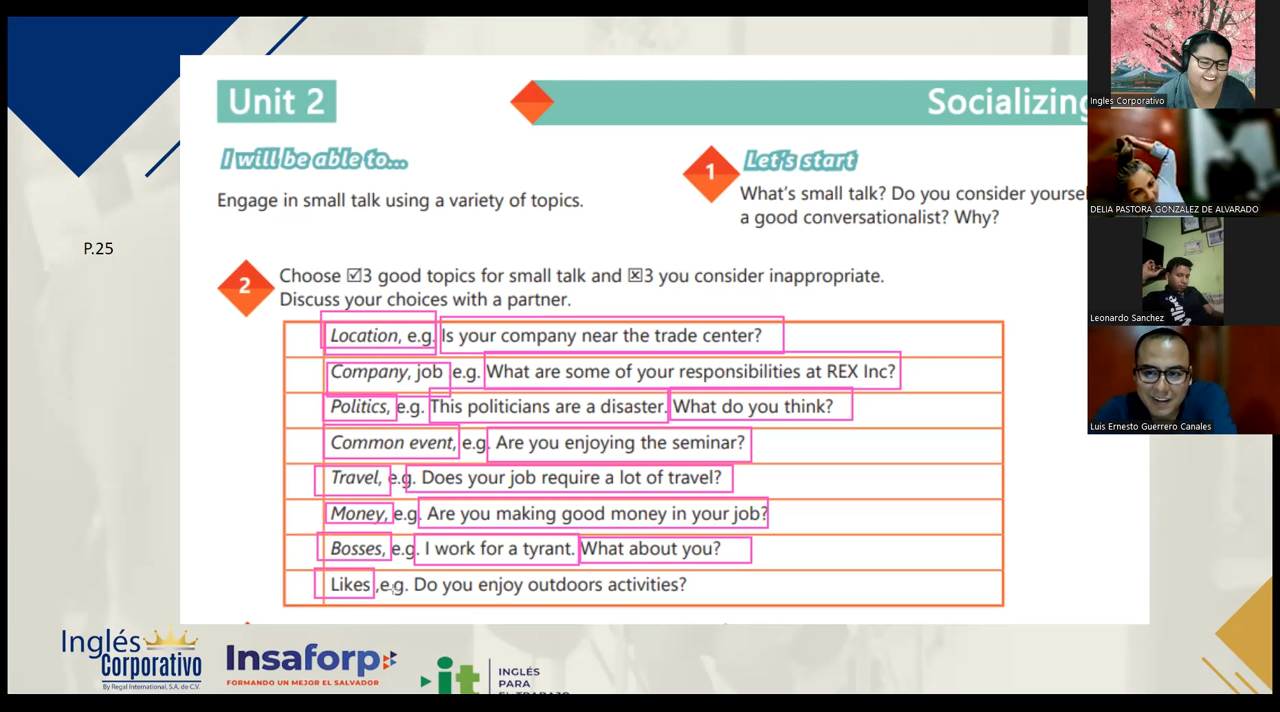 Unit 2
Socializing
I will be able to...
Engage in small talk using a variety of topics.
1
Let's start
What's small talk? Do you consider yoursel
a good conversationalist? Why?
P.25
2
Choose ☑3 good topics for small talk and ☒3 you consider inappropriate.
Discuss your choices with a partner.
Location, e.g. Is your company near the trade center?
Company, job e.g. What are some of your responsibilities at REX Inc?
Politics, e.g. This politicians are a disaster. What do you think?
Common event, e.g. Are you enjoying the seminar?
Travel, e.g. Does your job require a lot of travel?
Money, e.g. Are you making good money in your job?
Bosses, e.g. I work for a tyrant. What about you?
Likes ,e.g. Do you enjoy outdoors activities?
Inglés
Corporativo
By Regal International, S.A. de C.V.
Insaforp
FORMANDO UN MEJOR EL SALVADOR
it
INGLÉS
PARA
EL TRABAJO
Ingles Corporativo
DELIA PASTORA GONZALEZ DE ALVARADO
Leonardo Sanchez
Luis Ernesto Guerrero Canales